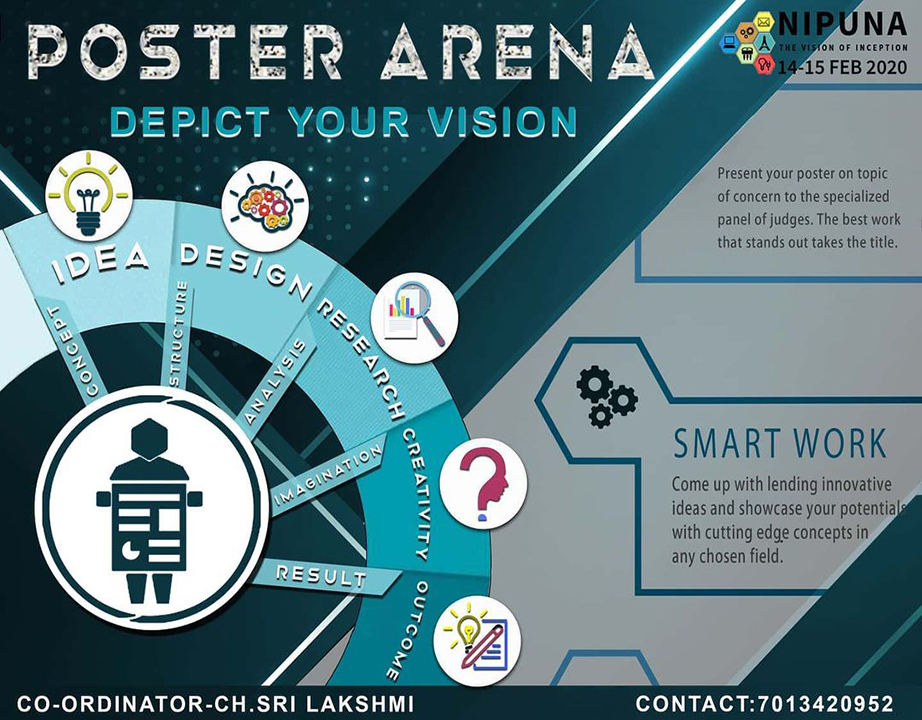 POSTER ARENA
DEPICT YOUR VISION
NIPUNA
THE VISION OF INCEPTION
14-15 FEB 2020
Present your poster on topic
of concern to the specialized
panel of judges. The best work
that stands out takes the title.
IDEA
DESIGN
RESEARCH
CREATIVITY
OUTCOME
CONCEPT
STRUCTURE
ANALYSIS
IMAGINATION
RESULT
SMART WORK
Come up with lending innovative
ideas and showcase your potentials
with cutting edge concepts in
any chosen field.
CO-ORDINATOR-CH.SRI LAKSHMI
CONTACT:7013420952